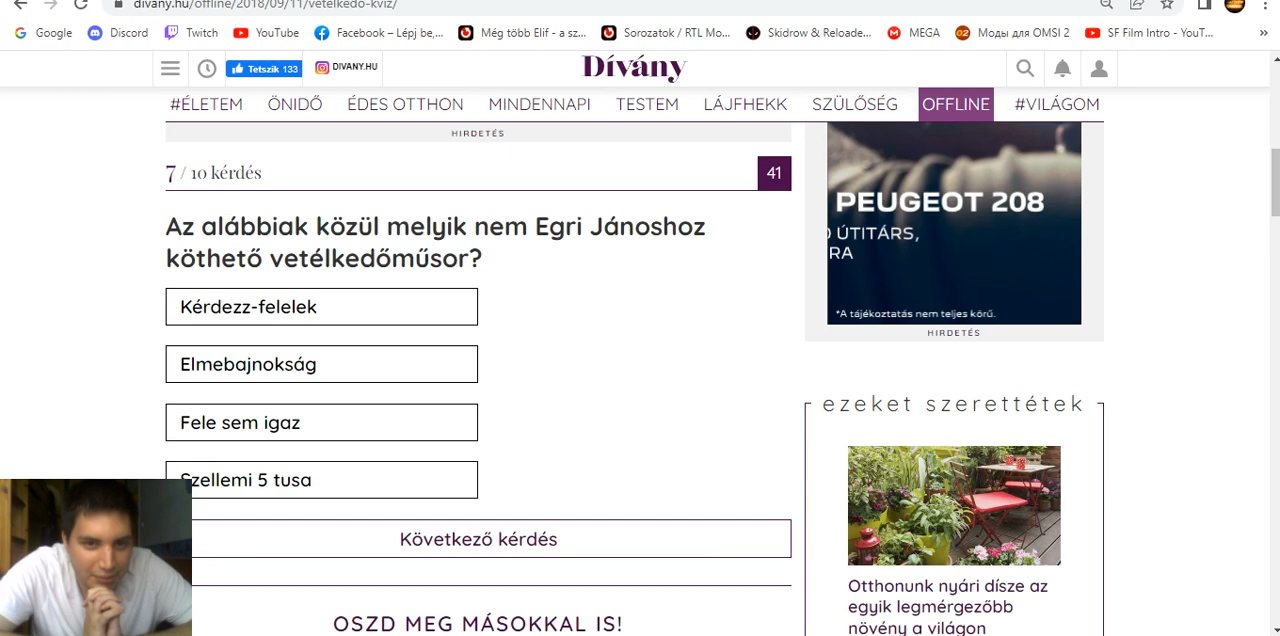 divany.hu/offline/2018/09/11/vetelkedo-kviz/
Google Discord Twitch YouTube Facebook – Lépj be,... Még több Elif - a sz... Sorozatok / RTL Mo... Skidrow & Reloade... MEGA Моды для OMSI 2 SF Film Intro - YouT... »
Tetszik 133 DIVANY.HU Dívány
#ÉLETEM ÖNIDŐ ÉDES OTTHON MINDENNAPI TESTEM LÁJFHEKK SZÜLŐSÉG OFFLINE #VILÁGOM
HIRDETÉS
7 / 10 kérdés 41
Az alábbiak közül melyik nem Egri Jánoshoz
köthető vetélkedőműsor?
Kérdezz-felelek
Elmebajnokság
Fele sem igaz
Szellemi 5 tusa
Következő kérdés
OSZD MEG MÁSOKKAL IS!
PEUGEOT 208
ÚTITÁRS,
RA
*A tájékoztatás nem teljes körű.
HIRDETÉS
ezeket szerettétek
Otthonunk nyári dísze az
egyik legmérgezőbb
növény a világon